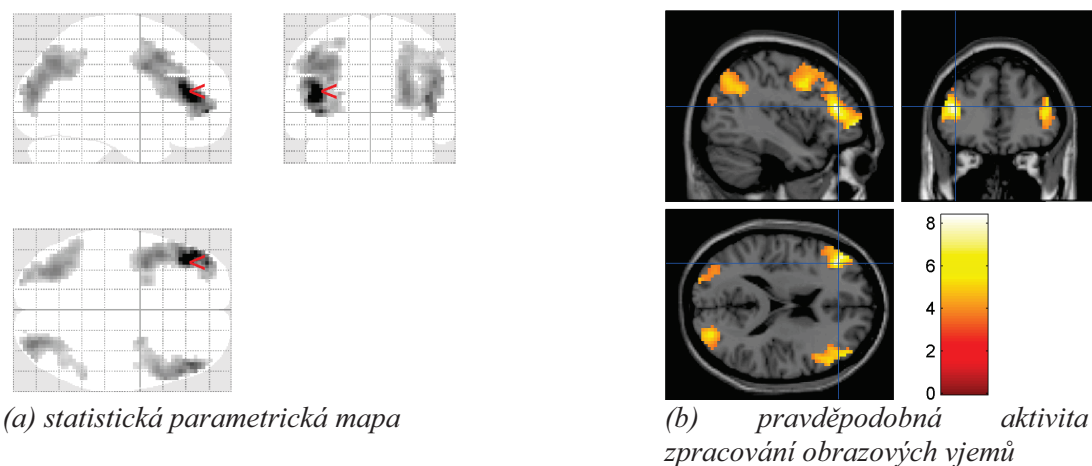 8
6
4
2
0
(a) statistická parametrická mapa
(b) pravděpodobná aktivita
zpracování obrazových vjemů